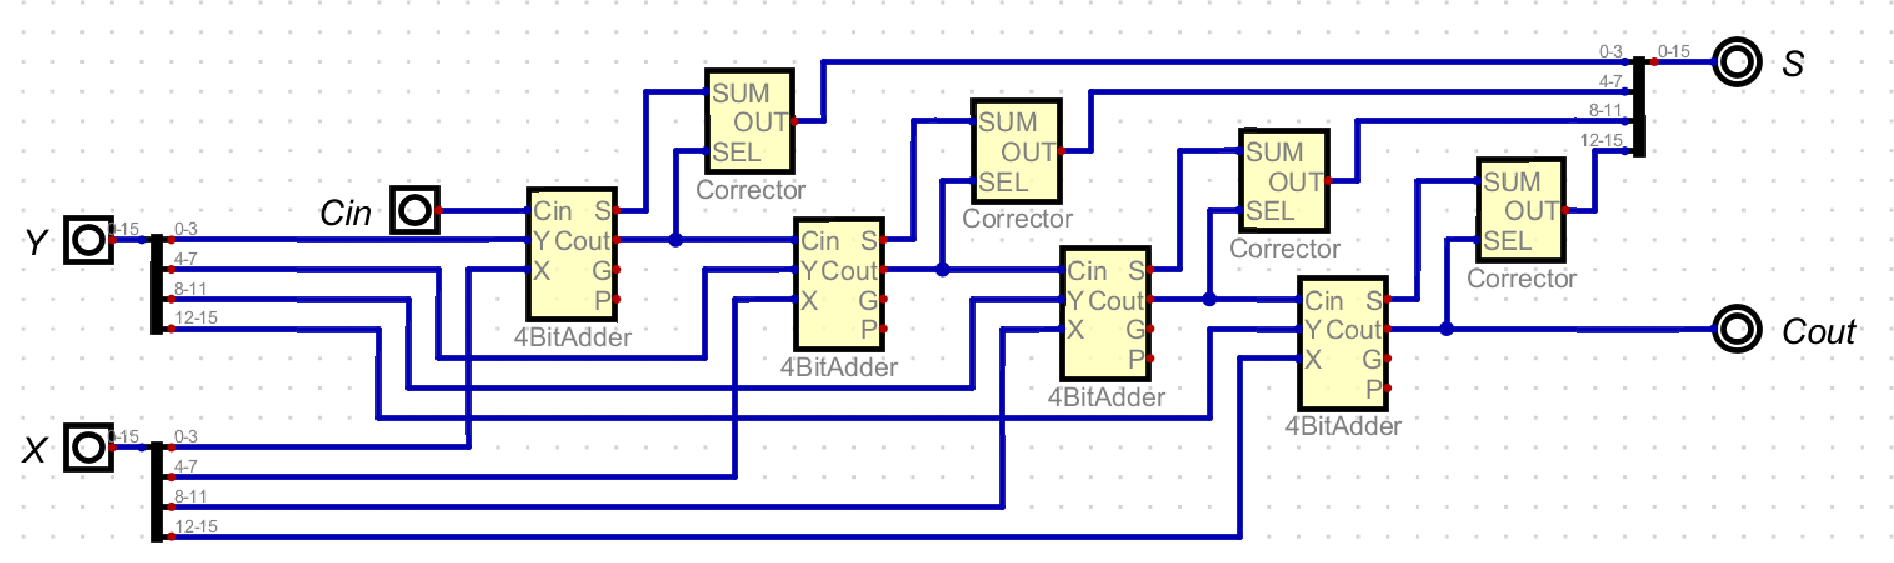 0-3
0-15
S
4-7
8-11
12-15
SUM
OUT
SEL
Corrector
SUM
OUT
SEL
Corrector
SUM
OUT
SEL
Corrector
SUM
OUT
SEL
Corrector
Cin
Y
0-15
0-3
4-7
8-11
12-15
Cin S
Y Cout
X G
P
4BitAdder
Cin S
Y Cout
X G
P
4BitAdder
Cin S
Y Cout
X G
P
4BitAdder
Cin S
Y Cout
X G
P
4BitAdder
Cout
X
0-15
0-3
4-7
8-11
12-15